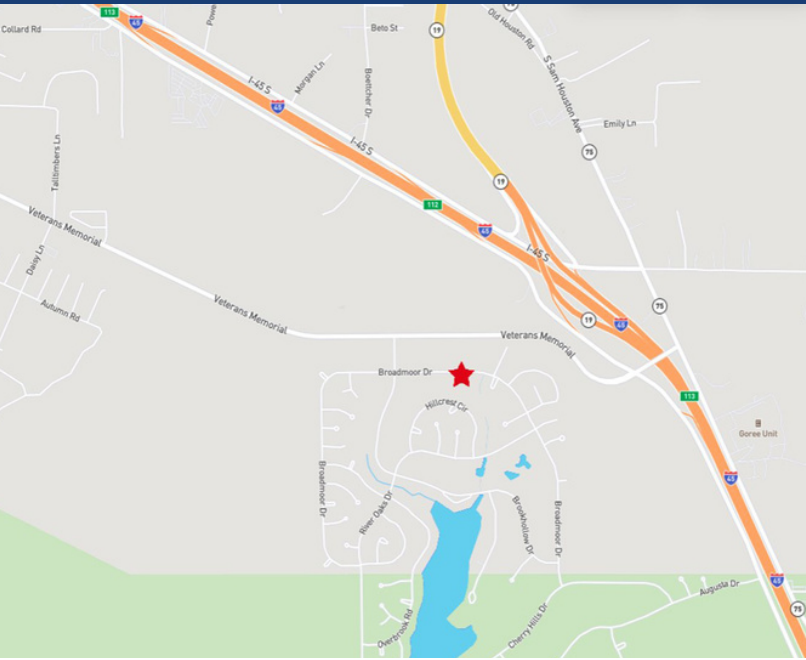 113
45
Collard Rd
Beto St
19
Old Houston Rd
I-45 S
45
Morgan Ln
Boettcher Dr
S Sam Houston Ave
Emily Ln
75
I-45 S
Talltimbers Ln
19
112
45
Veterans Memorial
Daisy Ln
I-45 S
Autumn Rd
Veterans Memorial
75
19
45
Veterans Memorial
Broadmoor Dr
113
Hillcrest Cir
Goree Unit
45
Broadmoor Dr
River Oaks Dr
Brookhollow Dr
Broadmoor Dr
45
Augusta Dr
75
Overbrook Rd
Cherry Hills Dr